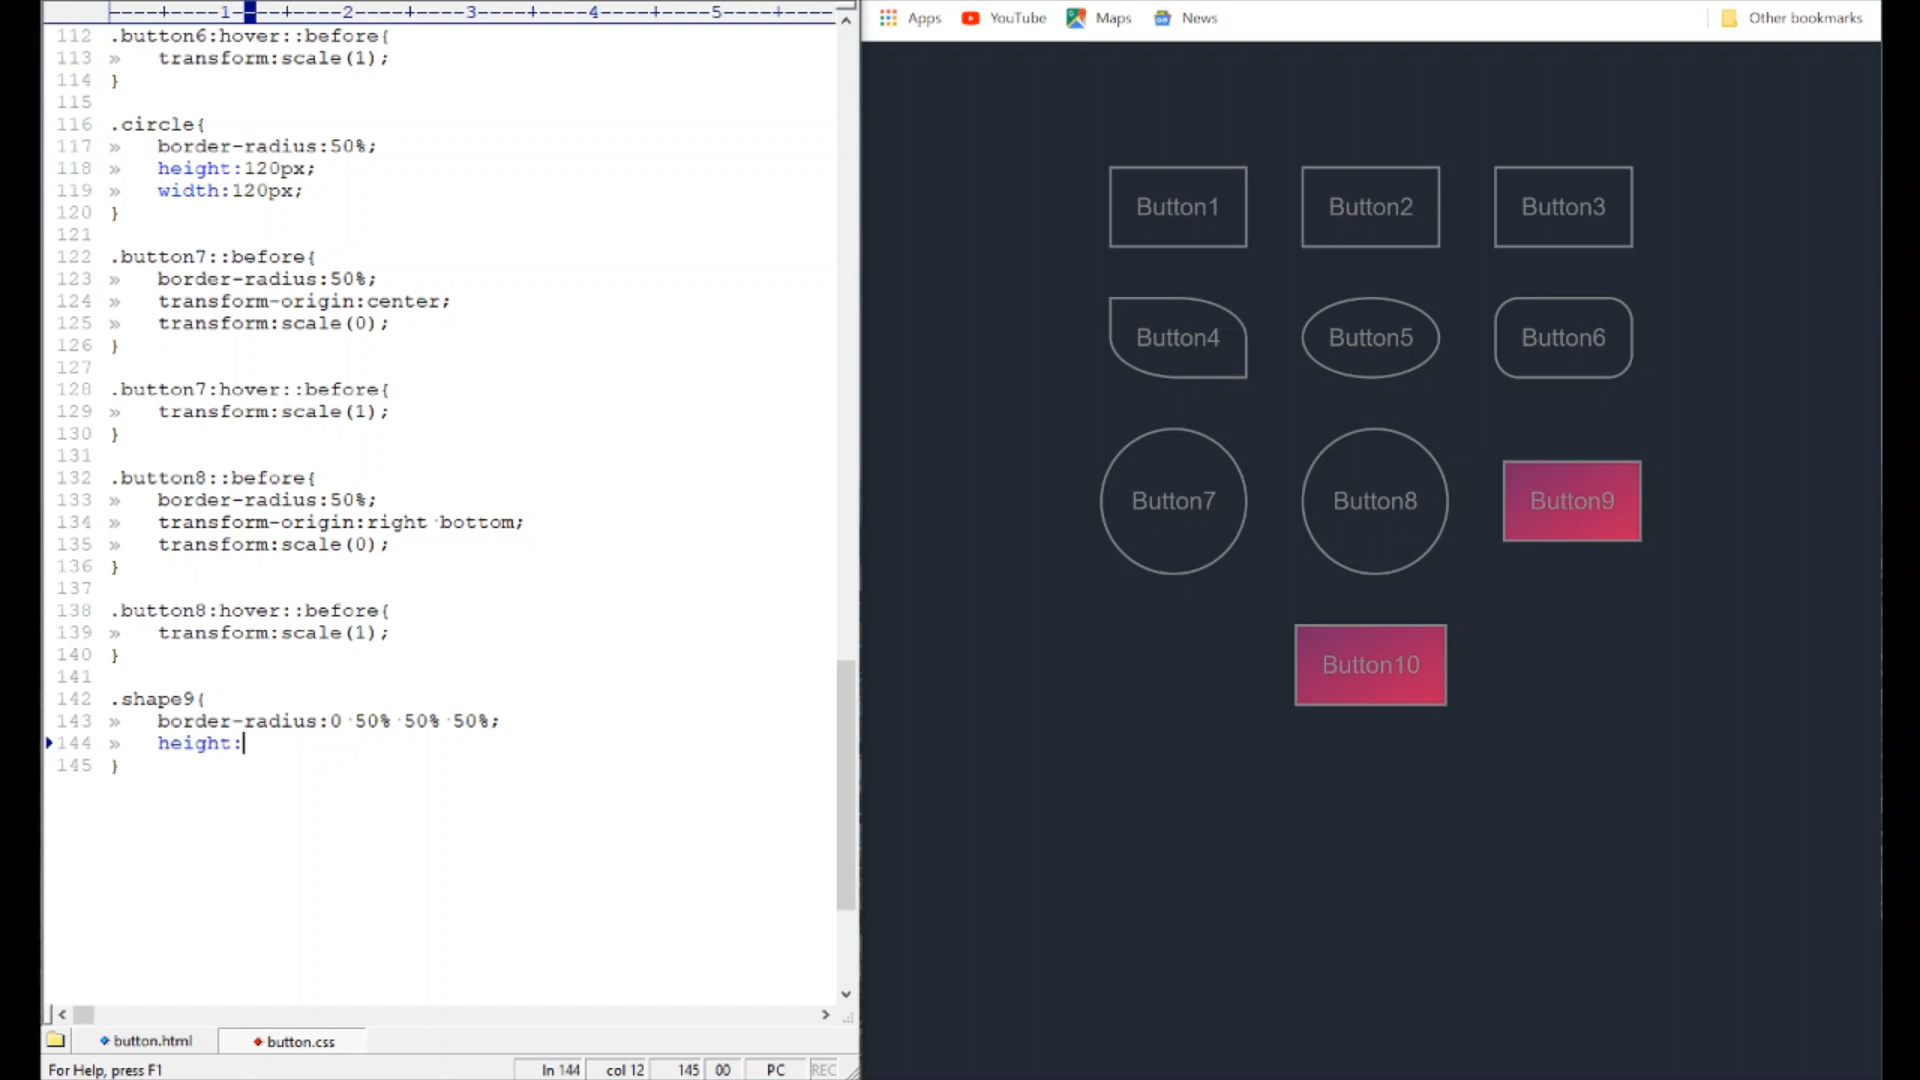 |----+----1----+----2----+----3----+----4----+----5----+----
Apps YouTube Maps News Other bookmarks
112 .button6:hover::before{
113 » transform:scale(1);
114 }
115
116 .circle{
117 » border-radius:50%;
118 » height:120px;
119 » width:120px;
120 }
121
122 .button7::before{
123 » border-radius:50%;
124 » transform-origin:center;
125 » transform:scale(0);
126 }
127
128 .button7:hover::before{
129 » transform:scale(1);
130 }
131
132 .button8::before{
133 » border-radius:50%;
134 » transform-origin:right·bottom;
135 » transform:scale(0);
136 }
137
138 .button8:hover::before{
139 » transform:scale(1);
140 }
141
142 .shape9{
143 » border-radius:0·50%·50%·50%;
144 » height:
145 }
Button1 Button2 Button3
Button4 Button5 Button6
Button7 Button8 Button9
Button10
button.html button.css
For Help, press F1 ln 144 col 12 145 00 PC REC